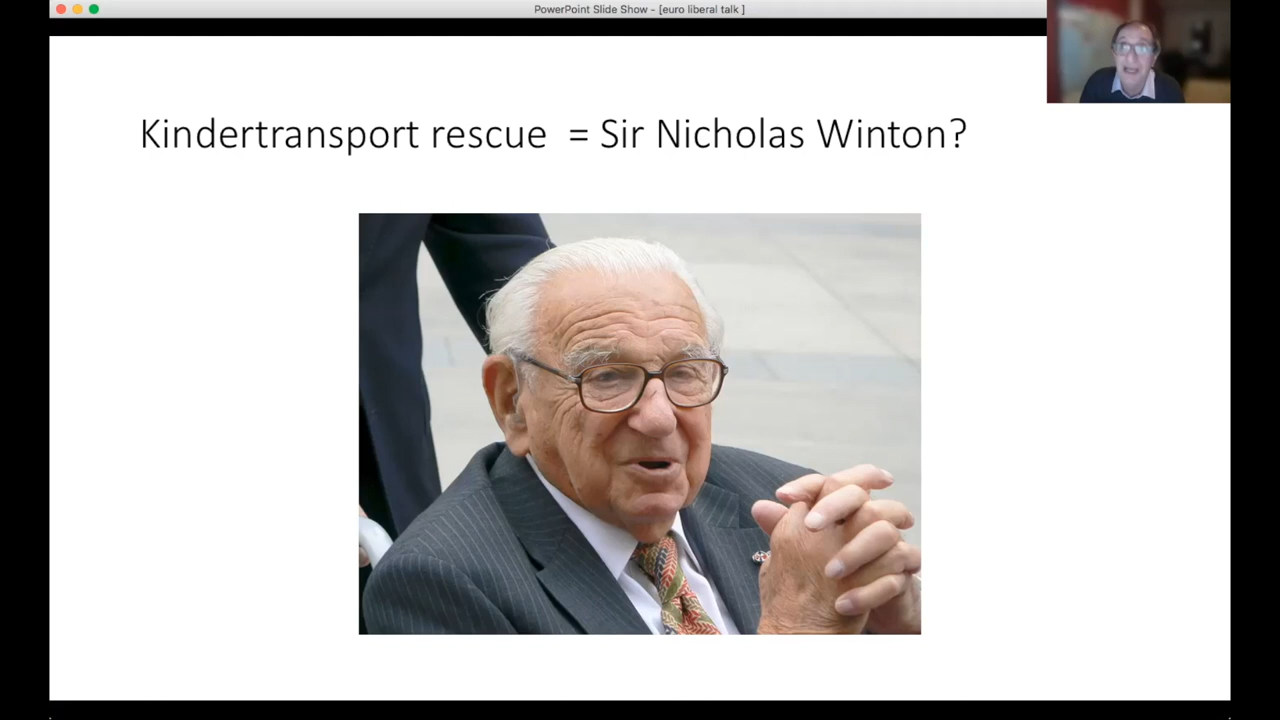 PowerPoint Slide Show - [euro liberal talk ]
Kindertransport rescue = Sir Nicholas Winton?